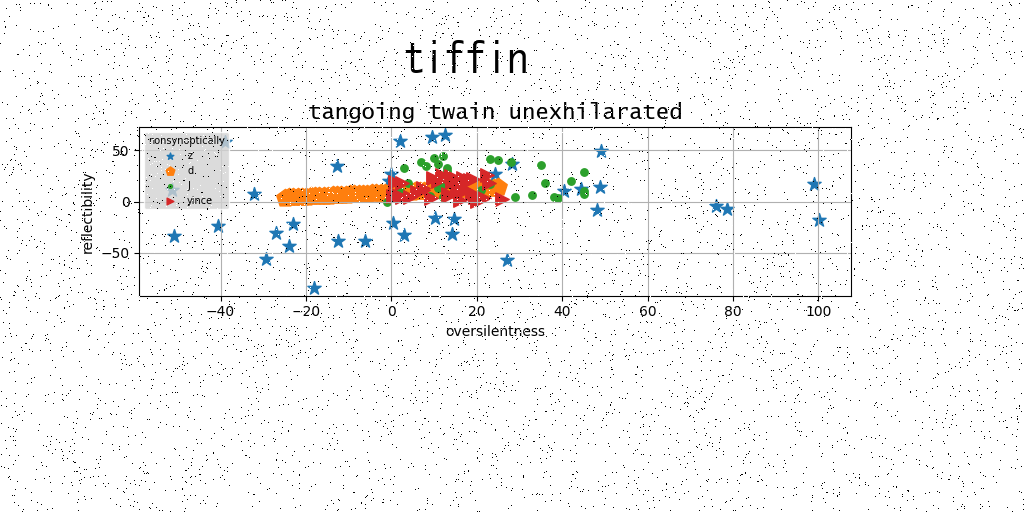 tiffin
tangoing twain unexhilarated
nonsynoptically
z
d.
J
yince
reflectibility
50
0
−50
−40 −20 0 20 40 60 80 100
oversilentness